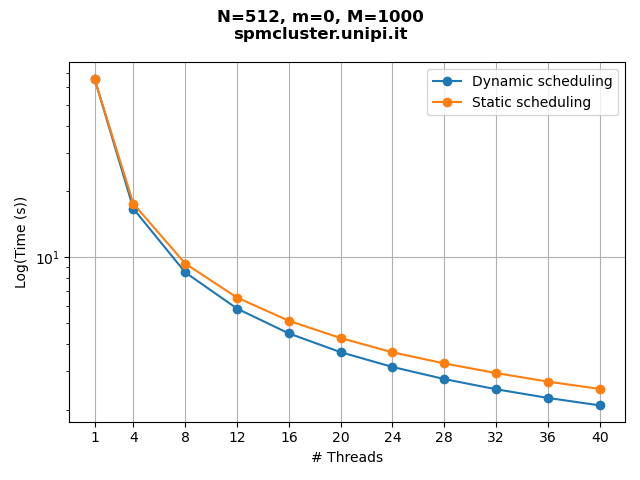 N=512, m=0, M=1000
spmcluster.unipi.it
Dynamic scheduling
Static scheduling
Log(Time (s))
10¹
1 4 8 12 16 20 24 28 32 36 40
# Threads